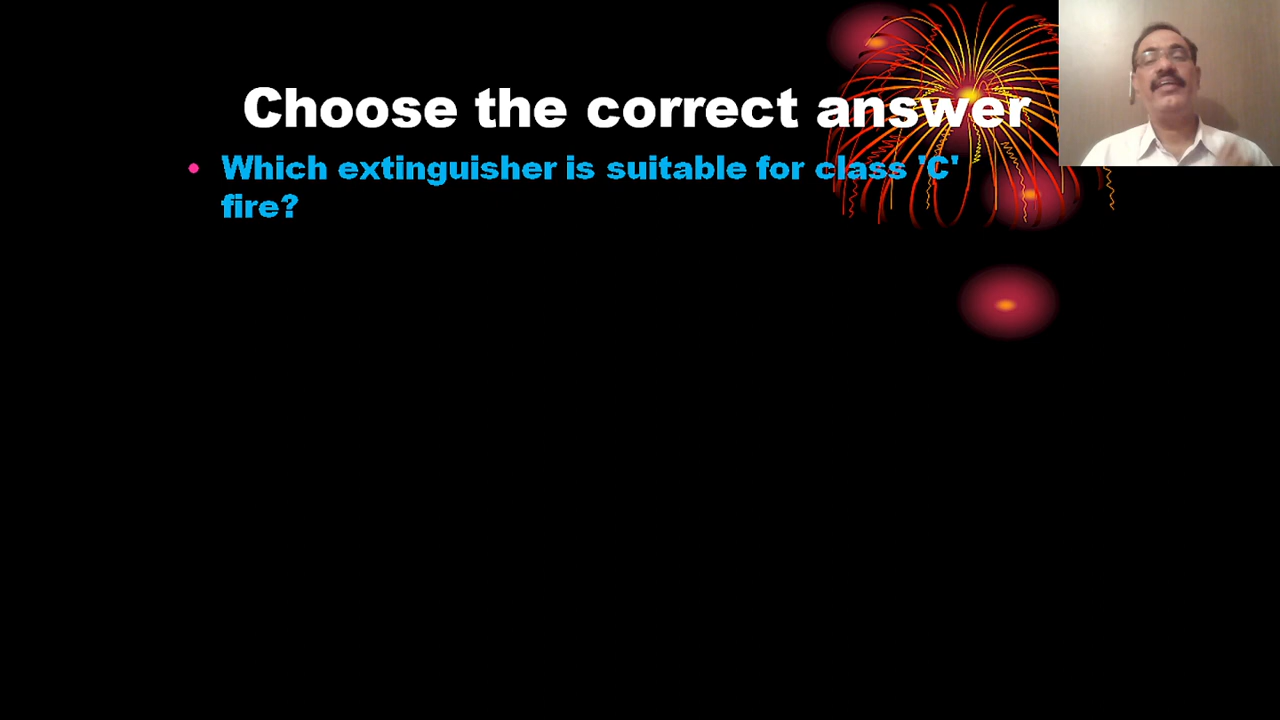 Choose the correct answer
• Which extinguisher is suitable for class 'C'
fire?